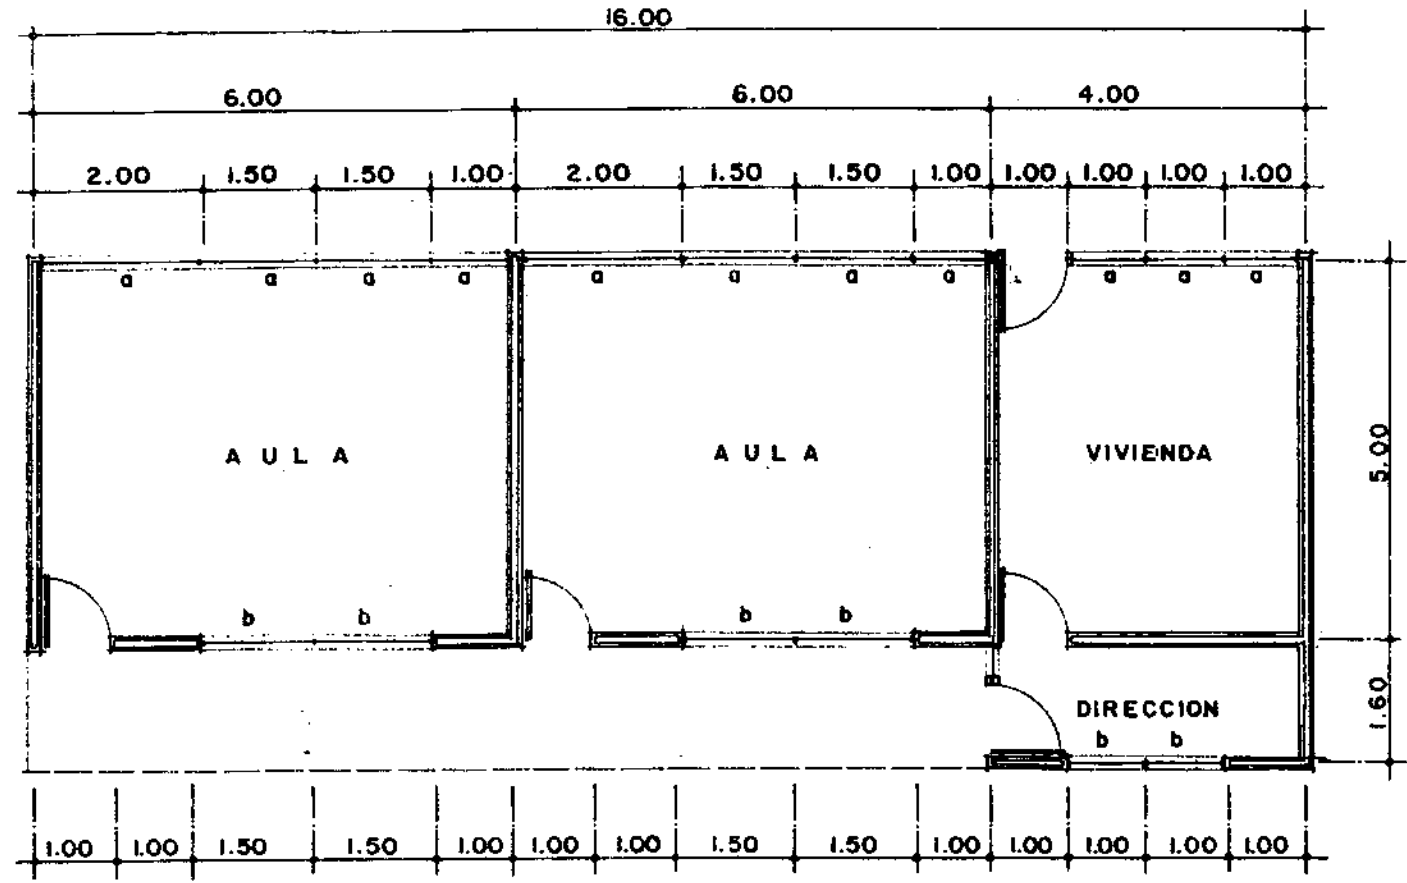 16.00
6.00 6.00 4.00
2.00 1.50 1.50 1.00 2.00 1.50 1.50 1.00 1.00 1.00 1.00 1.00
a a a a a a a a a a a
AULA AULA VIVIENDA
5.00
b b b b
DIRECCION
1.60
b b
1.00 1.00 1.50 1.50 1.00 1.00 1.00 1.50 1.50 1.00 1.00 1.00 1.00 1.00